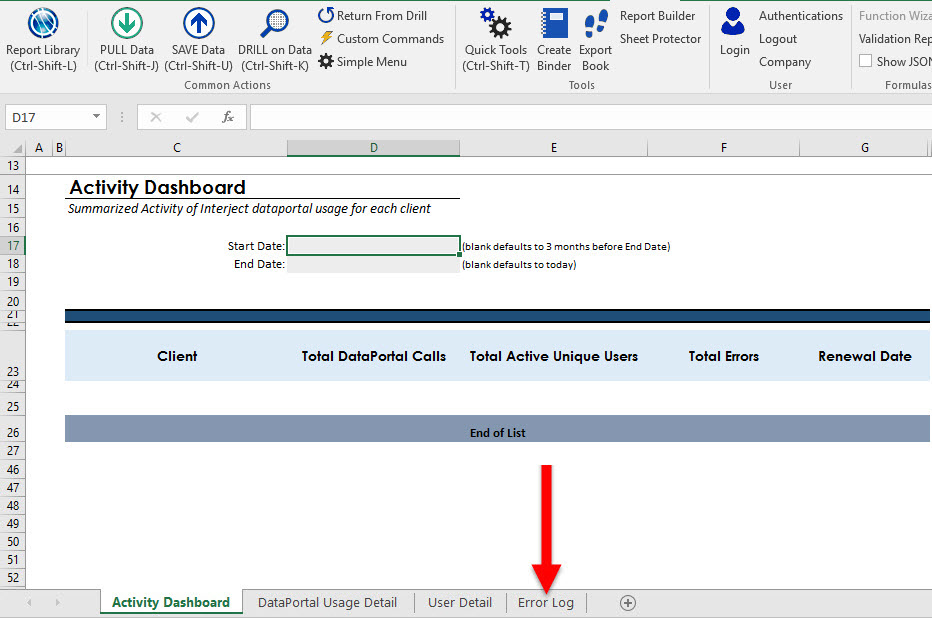 Report Library
(Ctrl-Shift-L)
PULL Data
(Ctrl-Shift-J)
SAVE Data
(Ctrl-Shift-U)
DRILL on Data
(Ctrl-Shift-K)
Return From Drill
Custom Commands
Simple Menu
Common Actions
Quick Tools
(Ctrl-Shift-T)
Create
Binder
Export
Book
Report Builder
Sheet Protector
Tools
Login
Authentications
Logout
Company
User
Function Wiza
Validation Rep
Show JSON
Formulas
D17
fx
A B C D E F G
13
14 Activity Dashboard
15 Summarized Activity of Interject dataportal usage for each client
16
17 Start Date: (blank defaults to 3 months before End Date)
18 End Date: (blank defaults to today)
19
20
21
22
23 Client Total DataPortal Calls Total Active Unique Users Total Errors Renewal Date
24
25
26 End of List
27
46
47
48
49
50
51
52
Activity Dashboard DataPortal Usage Detail User Detail Error Log